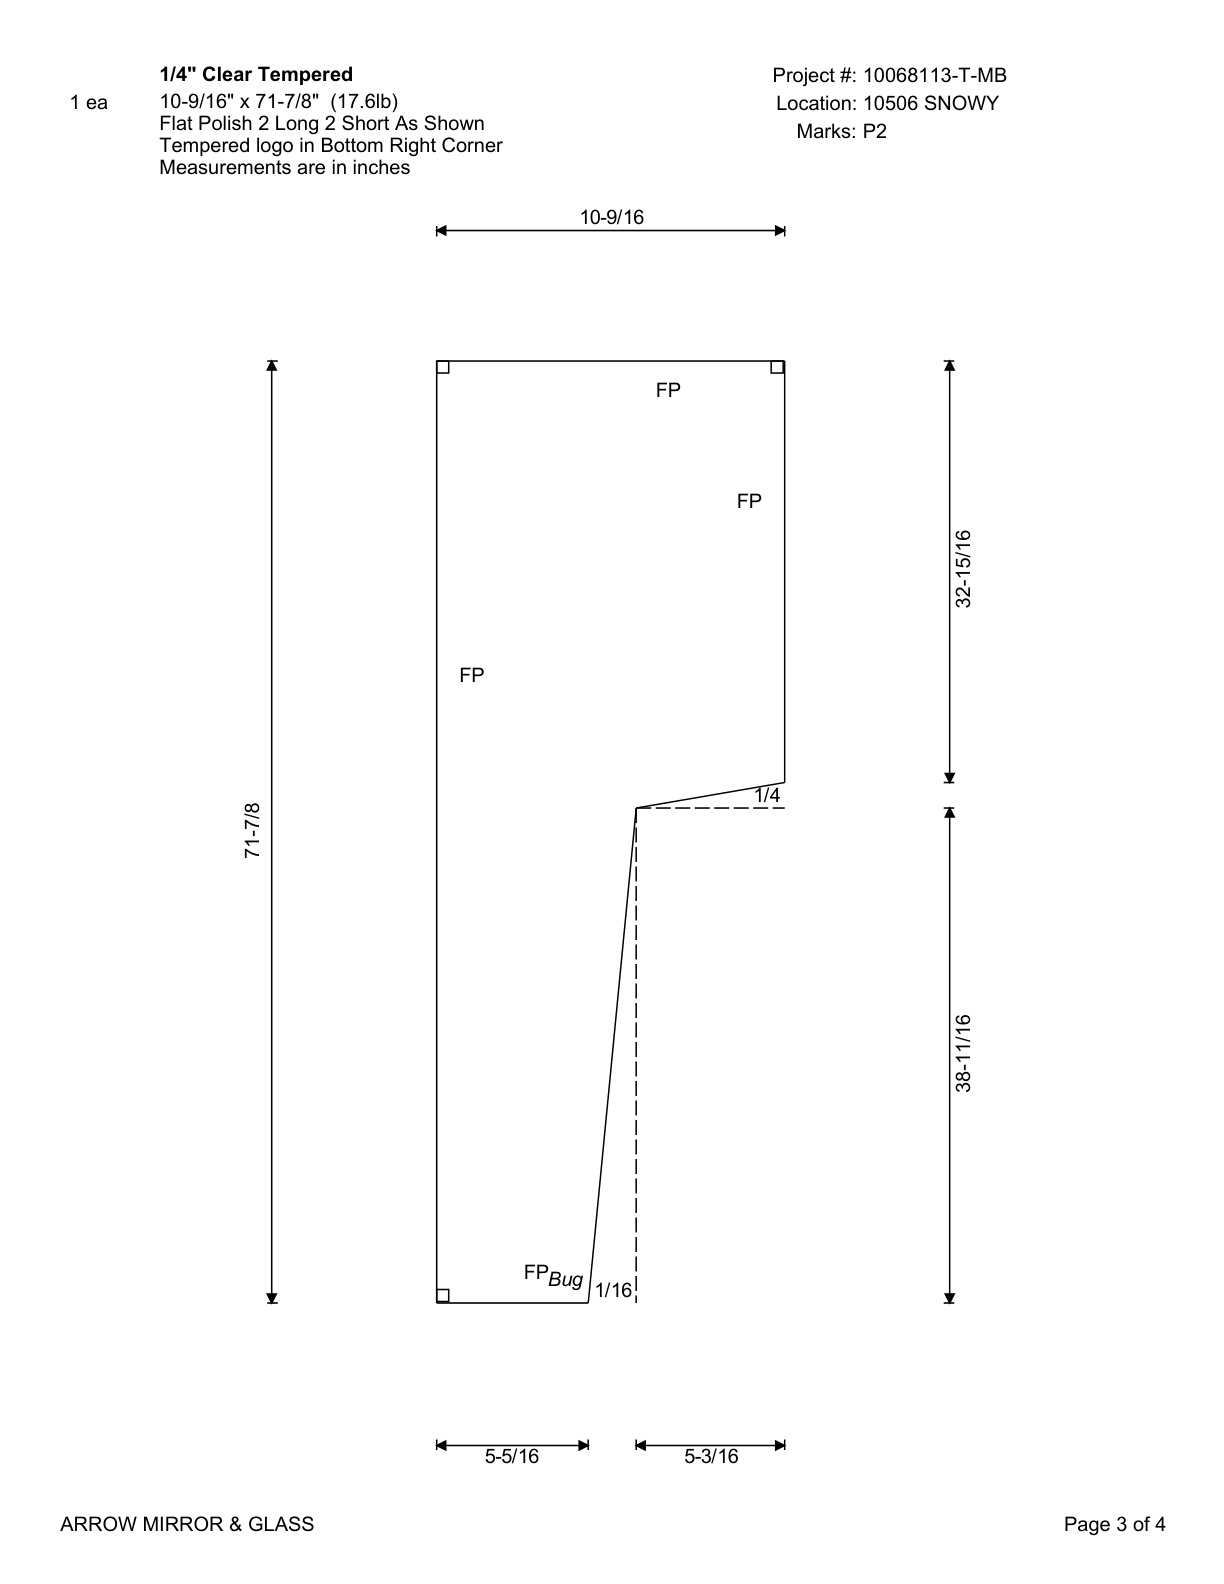 1/4" Clear Tempered
1 ea
10-9/16" x 71-7/8" (17.6lb)
Flat Polish 2 Long 2 Short As Shown
Tempered logo in Bottom Right Corner
Measurements are in inches
Project #: 10068113-T-MB
Location: 10506 SNOWY
Marks: P2
10-9/16
FP
FP
32-15/16
FP
1/4
71-7/8
38-11/16
FP
Bug
1/16
5-5/16
5-3/16
ARROW MIRROR & GLASS
Page 3 of 4